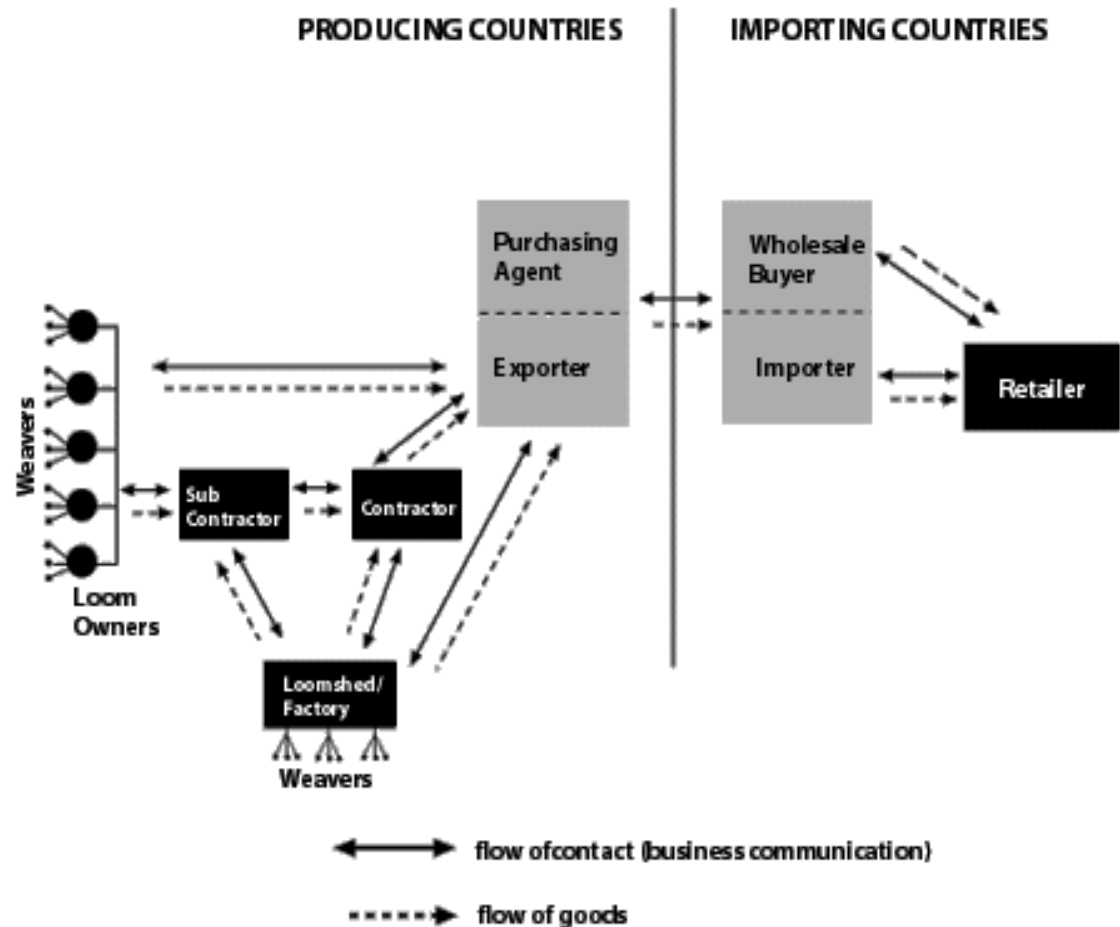 PRODUCING COUNTRIES
IMPORTING COUNTRIES
Purchasing
Agent
Exporter
Wholesale
Buyer
Importer
Retailer
Weavers
Loom
Owners
Sub
Contractor
Contractor
Loomshed/
Factory
Weavers
flow ofcontact (business communication)
flow of goods